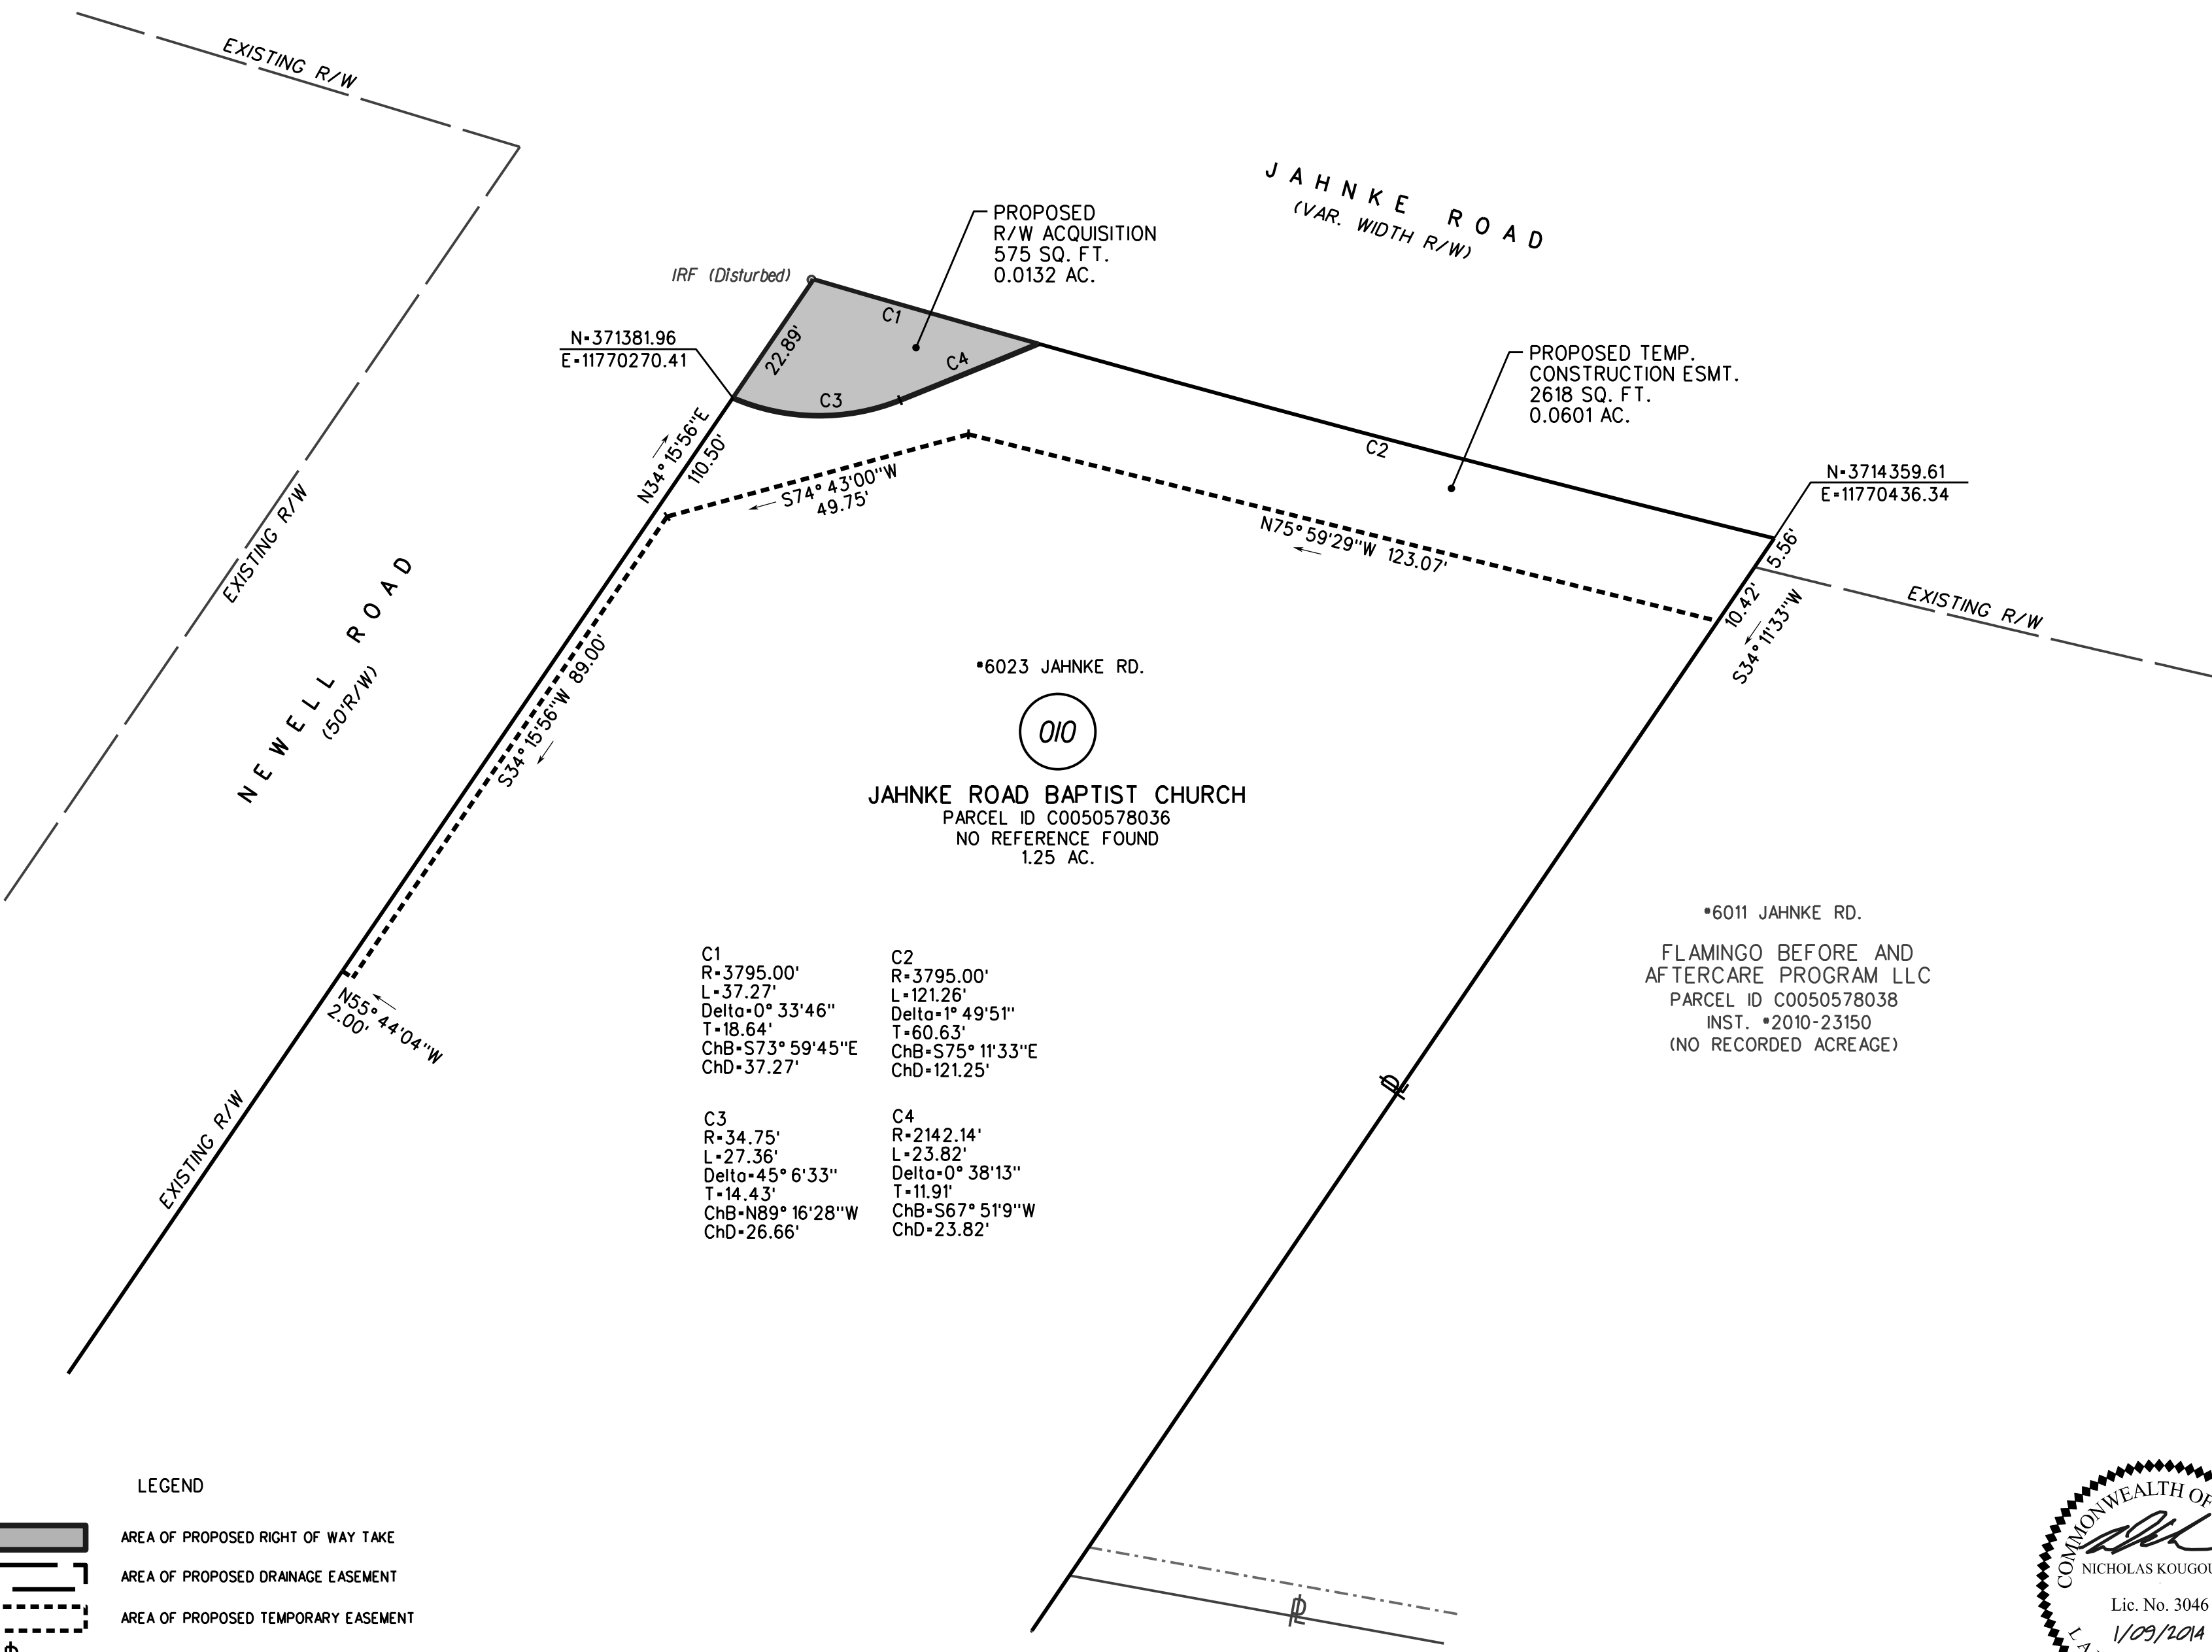 EXISTING R/W
JAHNKE ROAD
(VAR. WIDTH R/W)
PROPOSED
R/W ACQUISITION
575 SQ. FT.
0.0132 AC.
IRF (Disturbed)
C1
22.89'
C4
C3
N=371381.96
E=11770270.41
PROPOSED TEMP.
CONSTRUCTION ESMT.
2618 SQ. FT.
0.0601 AC.
C2
N=3714359.61
E=11770436.34
N34°15'56"E
110.50'
S74°43'00"W
49.75'
N75°59'29"W 123.07'
5.56'
10.42'
S34°11'33"W
EXISTING R/W
EXISTING R/W
NEWELL ROAD
(50'R/W)
S34°15'56"W 89.00'
*6023 JAHNKE RD.
010
JAHNKE ROAD BAPTIST CHURCH
PARCEL ID C0050578036
NO REFERENCE FOUND
1.25 AC.
*6011 JAHNKE RD.
FLAMINGO BEFORE AND
AFTERCARE PROGRAM LLC
PARCEL ID C0050578038
INST. *2010-23150
(NO RECORDED ACREAGE)
N55°44'04"W
2.00'
EXISTING R/W
C1
R=3795.00'
L=37.27'
Delta=0°33'46"
T=18.64'
ChB=S73°59'45"E
ChD=37.27'
C2
R=3795.00'
L=121.26'
Delta=1°49'51"
T=60.63'
ChB=S75°11'33"E
ChD=121.25'
C3
R=34.75'
L=27.36'
Delta=45°6'33"
T=14.43'
ChB=N89°16'28"W
ChD=26.66'
C4
R=2142.14'
L=23.82'
Delta=0°38'13"
T=11.91'
ChB=S67°51'9"W
ChD=23.82'
PL
PL
LEGEND
AREA OF PROPOSED RIGHT OF WAY TAKE
AREA OF PROPOSED DRAINAGE EASEMENT
AREA OF PROPOSED TEMPORARY EASEMENT
COMMONWEALTH OF
NICHOLAS KOUGOU
Lic. No. 3046
1/09/2014